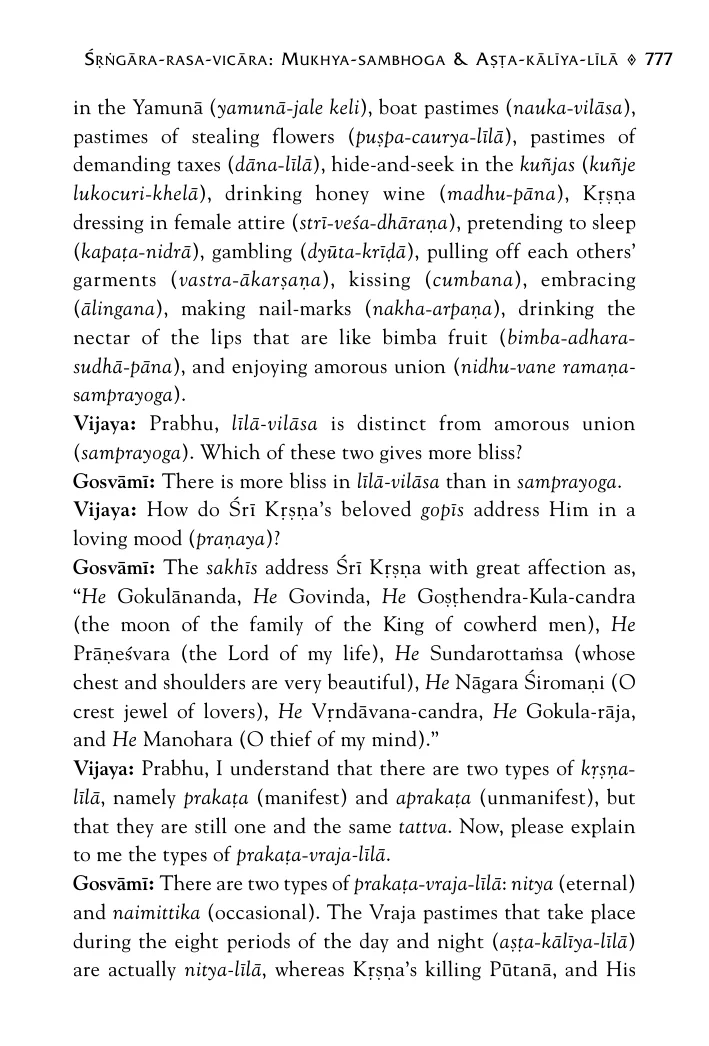 Śṛṅgāra-rasa-vicāra: Mukhya-sambhoga & Aṣṭa-kālīya-līlā ◊ 777
in the Yamunā (yamunā-jale keli), boat pastimes (nauka-vilāsa),
pastimes of stealing flowers (puṣpa-caurya-līlā), pastimes of
demanding taxes (dāna-līlā), hide-and-seek in the kuñjas (kuñje
lukocuri-khelā), drinking honey wine (madhu-pāna), Kṛṣṇa
dressing in female attire (strī-veśa-dhāraṇa), pretending to sleep
(kapaṭa-nidrā), gambling (dyūta-krīḍā), pulling off each others’
garments (vastra-ākarṣaṇa), kissing (cumbana), embracing
(ālingana), making nail-marks (nakha-arpaṇa), drinking the
nectar of the lips that are like bimba fruit (bimba-adhara-
sudhā-pāna), and enjoying amorous union (nidhu-vane ramaṇa-
samprayoga).
Vijaya: Prabhu, līlā-vilāsa is distinct from amorous union
(samprayoga). Which of these two gives more bliss?
Gosvāmī: There is more bliss in līlā-vilāsa than in samprayoga.
Vijaya: How do Śrī Kṛṣṇa’s beloved gopīs address Him in a
loving mood (praṇaya)?
Gosvāmī: The sakhīs address Śrī Kṛṣṇa with great affection as,
“He Gokulānanda, He Govinda, He Goṣṭhendra-Kula-candra
(the moon of the family of the King of cowherd men), He
Prāṇeśvara (the Lord of my life), He Sundarottaṁsa (whose
chest and shoulders are very beautiful), He Nāgara Śiromaṇi (O
crest jewel of lovers), He Vṛndāvana-candra, He Gokula-rāja,
and He Manohara (O thief of my mind).”
Vijaya: Prabhu, I understand that there are two types of kṛṣṇa-
līlā, namely prakaṭa (manifest) and aprakaṭa (unmanifest), but
that they are still one and the same tattva. Now, please explain
to me the types of prakaṭa-vraja-līlā.
Gosvāmī: There are two types of prakaṭa-vraja-līlā: nitya (eternal)
and naimittika (occasional). The Vraja pastimes that take place
during the eight periods of the day and night (aṣṭa-kālīya-līlā)
are actually nitya-līlā, whereas Kṛṣṇa’s killing Pūtanā, and His